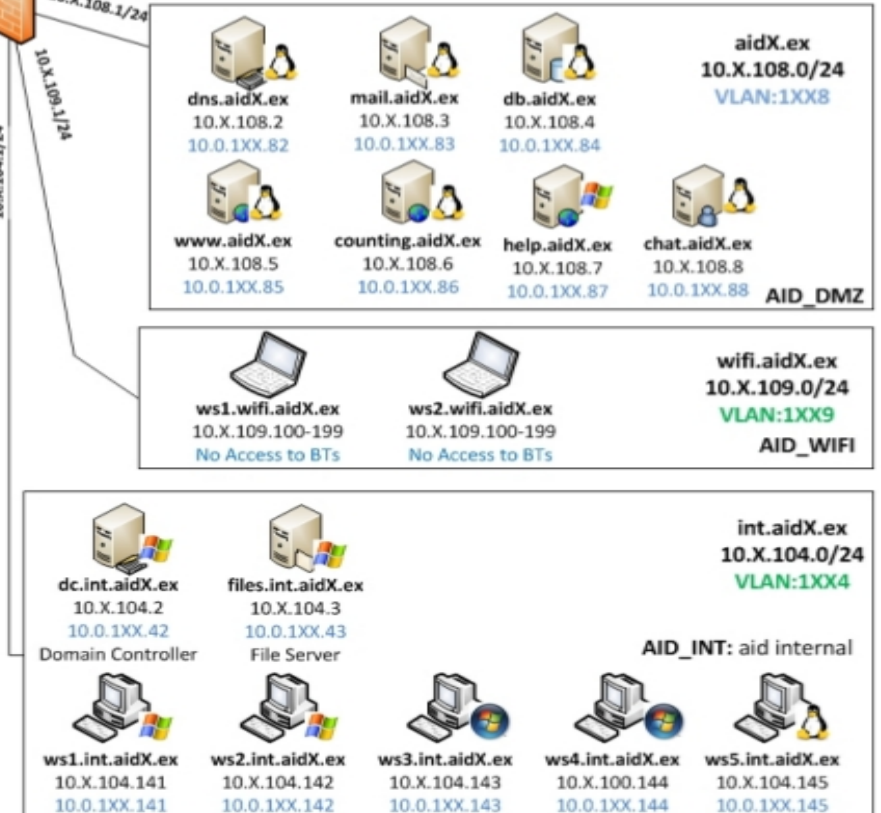 10.X.108.1/24
10.X.109.1/24
aidX.ex
10.X.108.0/24
VLAN:1XX8
dns.aidX.ex
10.X.108.2
10.0.1XX.82
mail.aidX.ex
10.X.108.3
10.0.1XX.83
db.aidX.ex
10.X.108.4
10.0.1XX.84
www.aidX.ex
10.X.108.5
10.0.1XX.85
counting.aidX.ex
10.X.108.6
10.0.1XX.86
help.aidX.ex
10.X.108.7
10.0.1XX.87
chat.aidX.ex
10.X.108.8
10.0.1XX.88
AID_DMZ
ws1.wifi.aidX.ex
10.X.109.100-199
No Access to BTs
ws2.wifi.aidX.ex
10.X.109.100-199
No Access to BTs
wifi.aidX.ex
10.X.109.0/24
VLAN:1XX9
AID_WIFI
dc.int.aidX.ex
10.X.104.2
10.0.1XX.42
Domain Controller
files.int.aidX.ex
10.X.104.3
10.0.1XX.43
File Server
int.aidX.ex
10.X.104.0/24
VLAN:1XX4
AID_INT: aid internal
ws1.int.aidX.ex
10.X.104.141
10.0.1XX.141
ws2.int.aidX.ex
10.X.104.142
10.0.1XX.142
ws3.int.aidX.ex
10.X.104.143
10.0.1XX.143
ws4.int.aidX.ex
10.X.100.144
10.0.1XX.144
ws5.int.aidX.ex
10.X.104.145
10.0.1XX.145